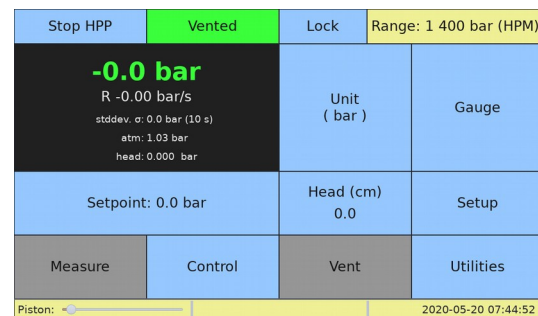 Stop HPP
Vented
Lock
Range: 1 400 bar (HPM)
-0.0 bar
R -0.00 bar/s
stddev. σ: 0.0 bar (10 s)
atm: 1.03 bar
head: 0.000 bar
Unit
( bar )
Gauge
Setpoint: 0.0 bar
Head (cm)
0.0
Setup
Measure
Control
Vent
Utilities
Piston:
2020-05-20 07:44:52